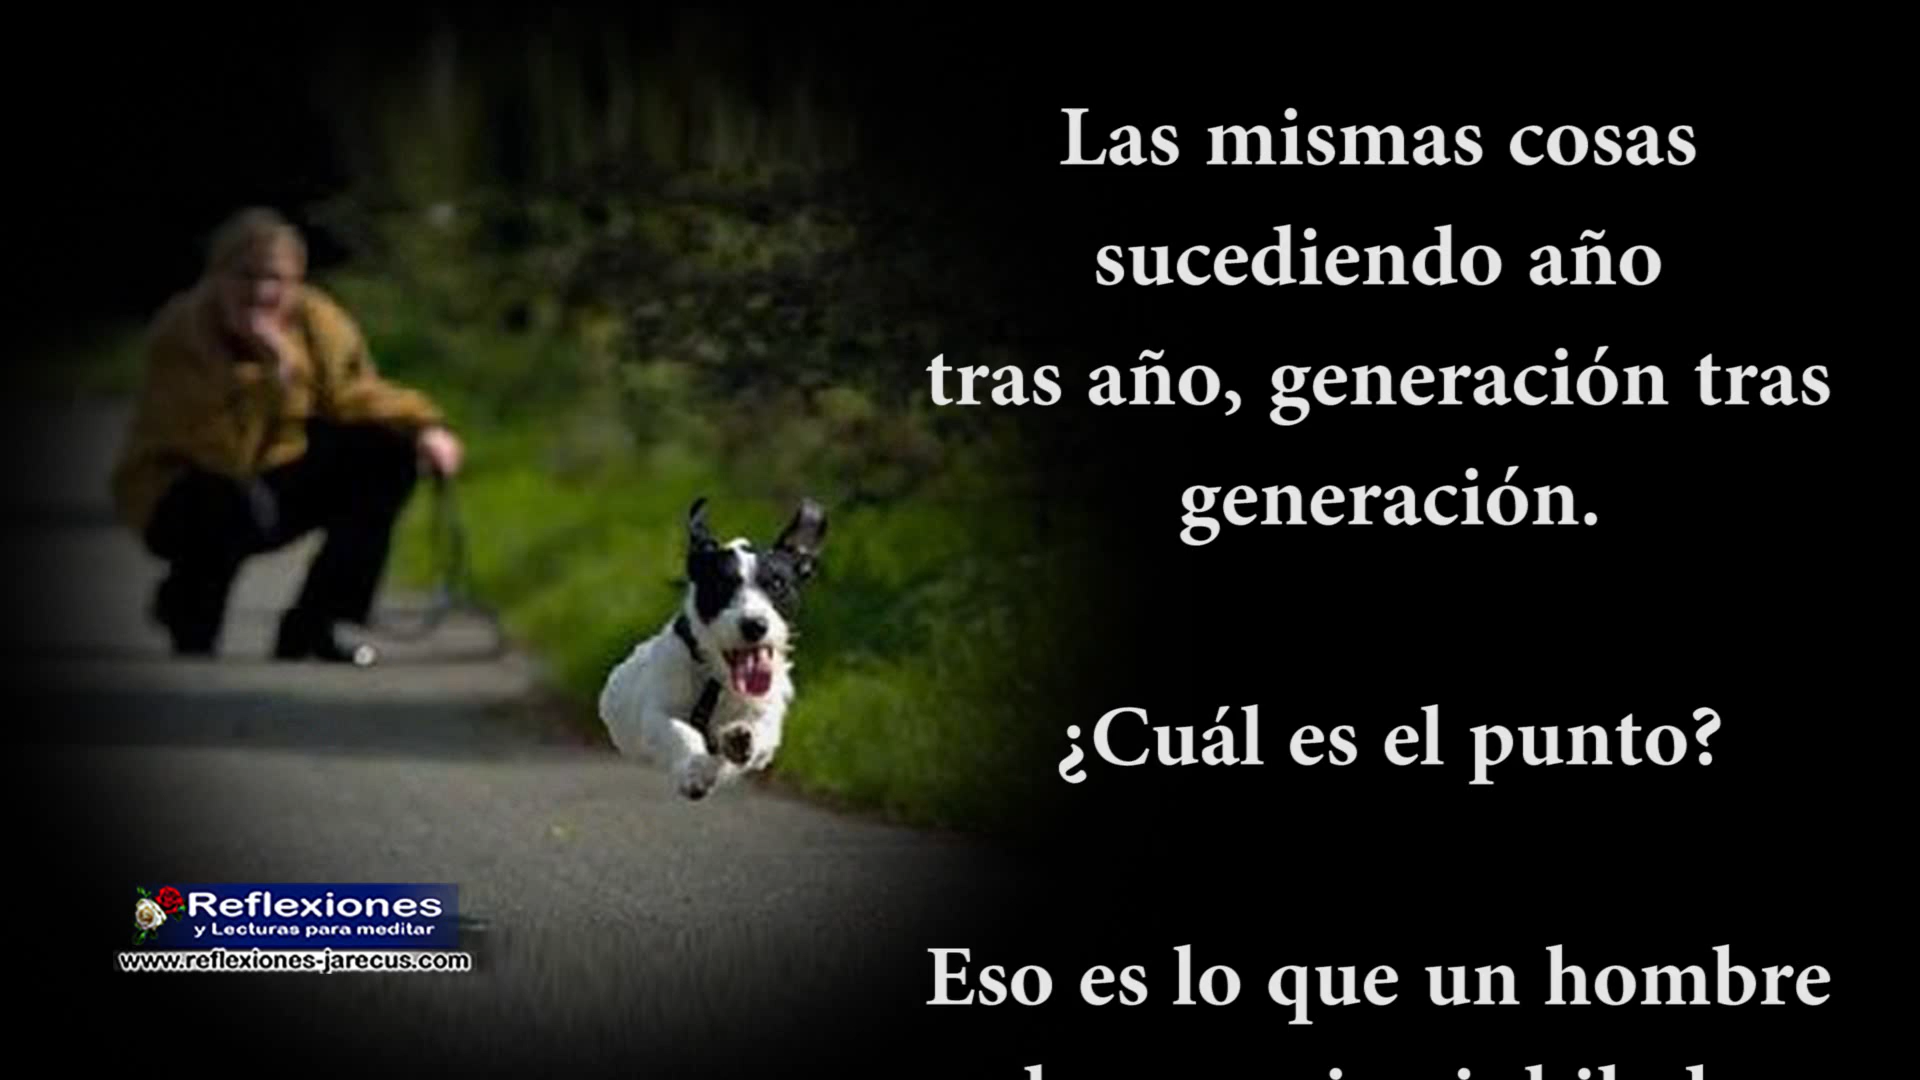 Las mismas cosas
sucediendo año
tras año, generación tras
generación.
¿Cuál es el punto?
Eso es lo que un hombre
Reflexiones
y Lecturas para meditar
www.reflexiones-jarecus.com